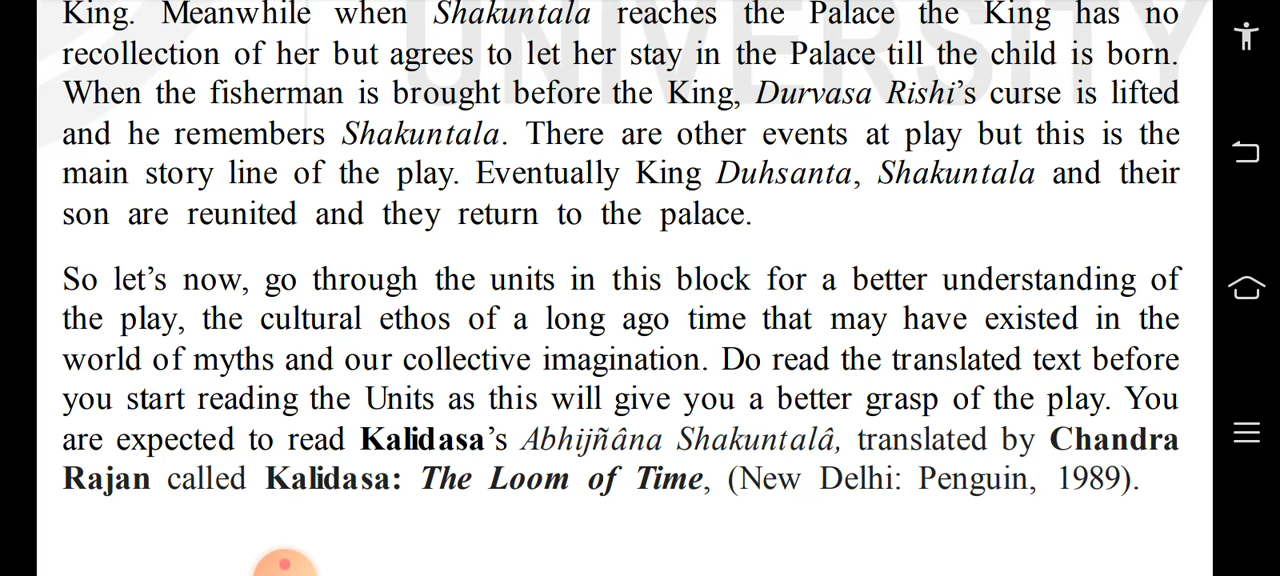 King. Meanwhile when Shakuntala reaches the Palace the King has no
recollection of her but agrees to let her stay in the Palace till the child is born.
When the fisherman is brought before the King, Durvasa Rishi's curse is lifted
and he remembers Shakuntala. There are other events at play but this is the
main story line of the play. Eventually King Duhsanta, Shakuntala and their
son are reunited and they return to the palace.
So let's now, go through the units in this block for a better understanding of
the play, the cultural ethos of a long ago time that may have existed in the
world of myths and our collective imagination. Do read the translated text before
you start reading the Units as this will give you a better grasp of the play. You
are expected to read Kalidasa's Abhijñâna Shakuntalâ, translated by Chandra
Rajan called Kalidasa: The Loom of Time, (New Delhi: Penguin, 1989).
UNIVERSITY